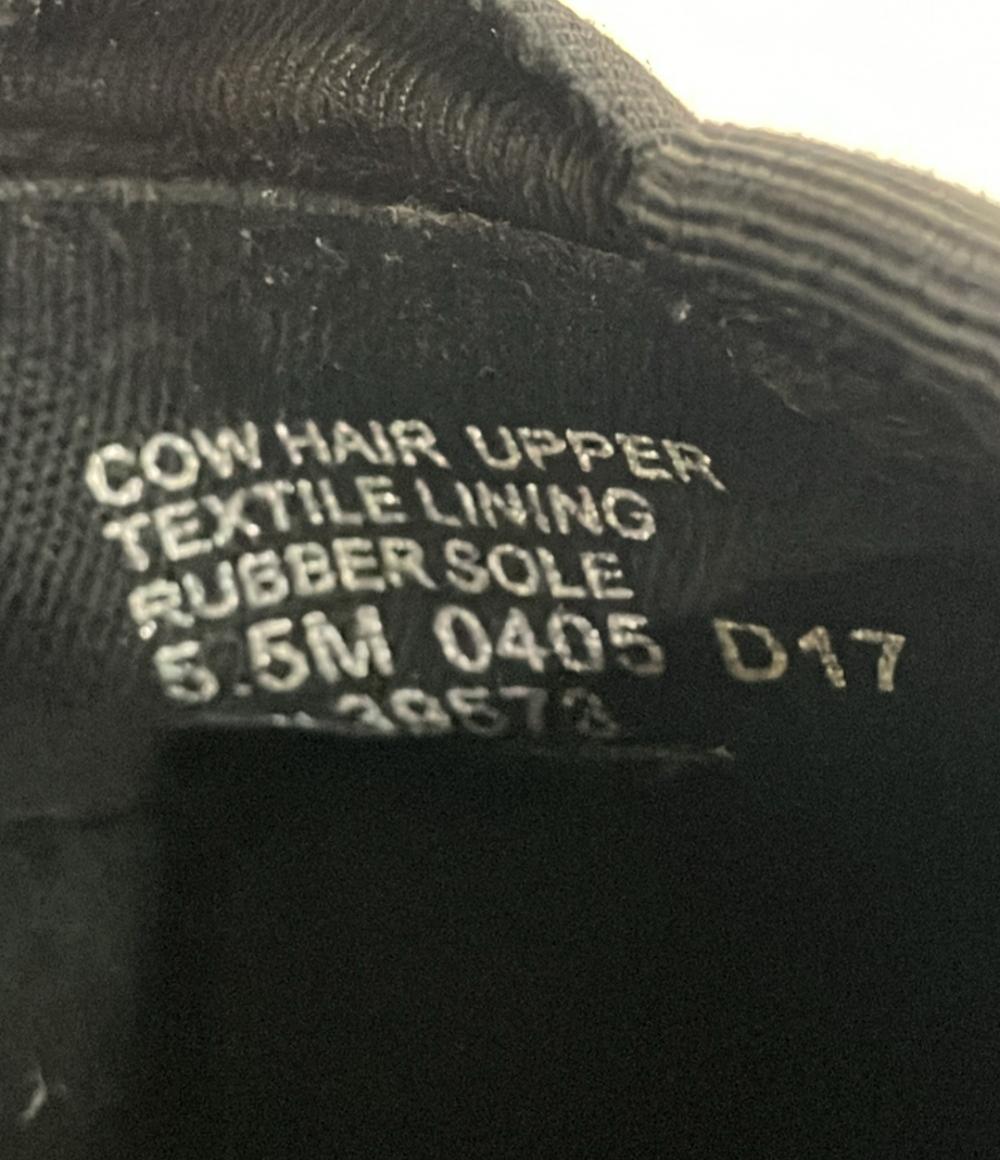 COW HAIR UPPER
TEXTILE LINING
RUBBER SOLE
5.5M 0405 D17